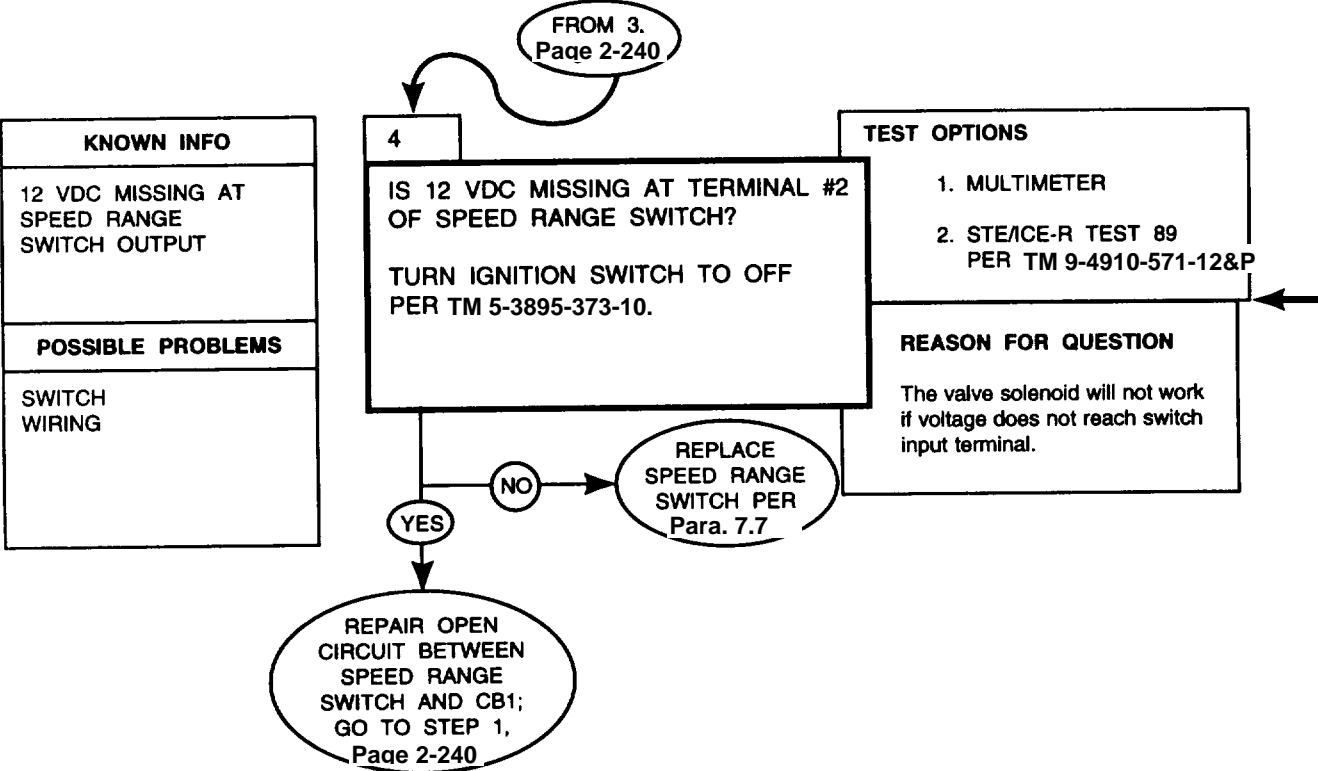 FROM 3.
Page 2-240
KNOWN INFO
12 VDC MISSING AT
SPEED RANGE
SWITCH OUTPUT
POSSIBLE PROBLEMS
SWITCH
WIRING
4
IS 12 VDC MISSING AT TERMINAL #2
OF SPEED RANGE SWITCH?
TURN IGNITION SWITCH TO OFF
PER TM 5-3895-373-10.
TEST OPTIONS
1. MULTIMETER
2. STE/ICE-R TEST 89
PER TM 9-4910-571-12&P
REASON FOR QUESTION
The valve solenoid will not work
if voltage does not reach switch
input terminal.
NO
REPLACE
SPEED RANGE
SWITCH PER
Para. 7.7
YES
REPAIR OPEN
CIRCUIT BETWEEN
SPEED RANGE
SWITCH AND CB1;
GO TO STEP 1,
Page 2-240